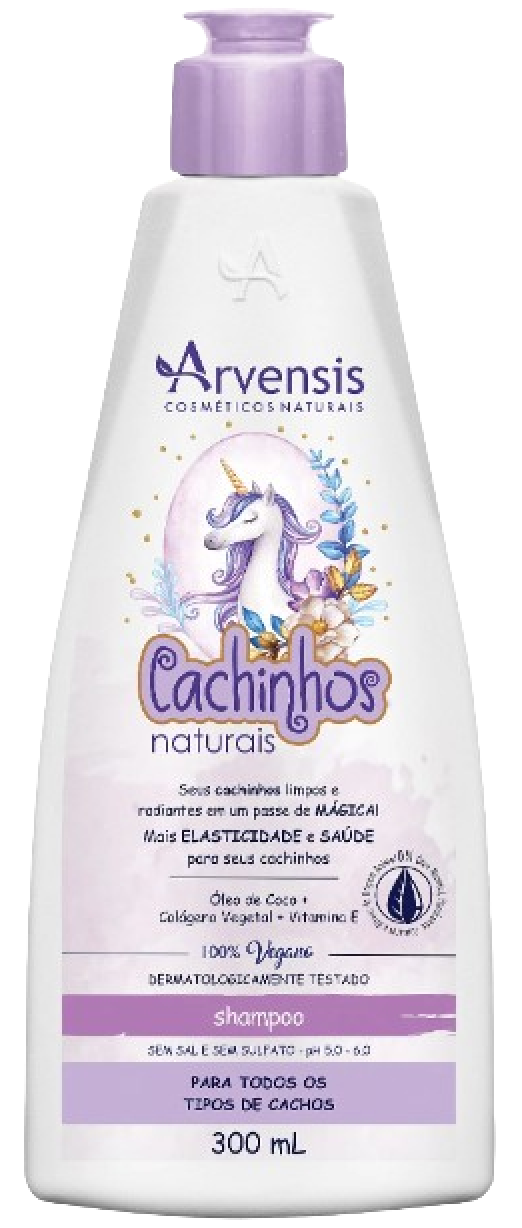 Arvensis
COSMÉTICOS NATURAIS
Cachinhos
naturais
Seus cachinhos limpos e
radiantes em um passe de MÁGICA!
Mais ELASTICIDADE e SAÚDE
para seus cachinhos
Óleo de Coco +
Colágeno Vegetal + Vitamina E
100% Vegano
DERMATOLOGICAMENTE TESTADO
shampoo
SEM SAL E SEM SULFATO - pH 5.0 - 6.0
PARA TODOS OS
TIPOS DE CACHOS
300 mL